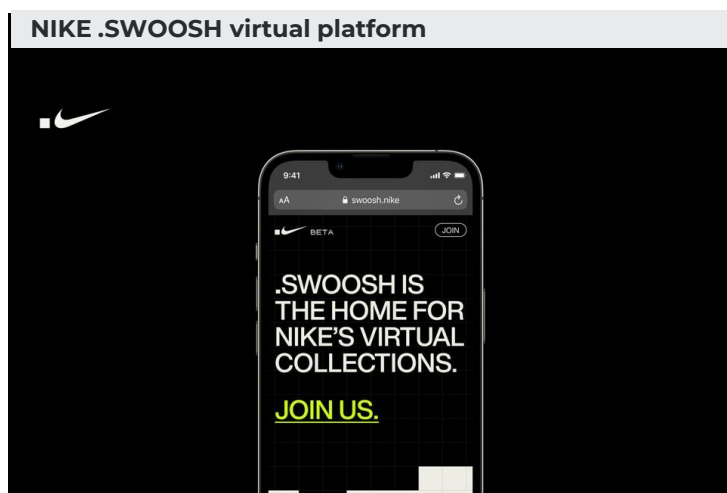 NIKE .SWOOSH virtual platform
9:41
AA
swoosh.nike
BETA
JOIN
.SWOOSH IS
THE HOME FOR
NIKE'S VIRTUAL
COLLECTIONS.
JOIN US.